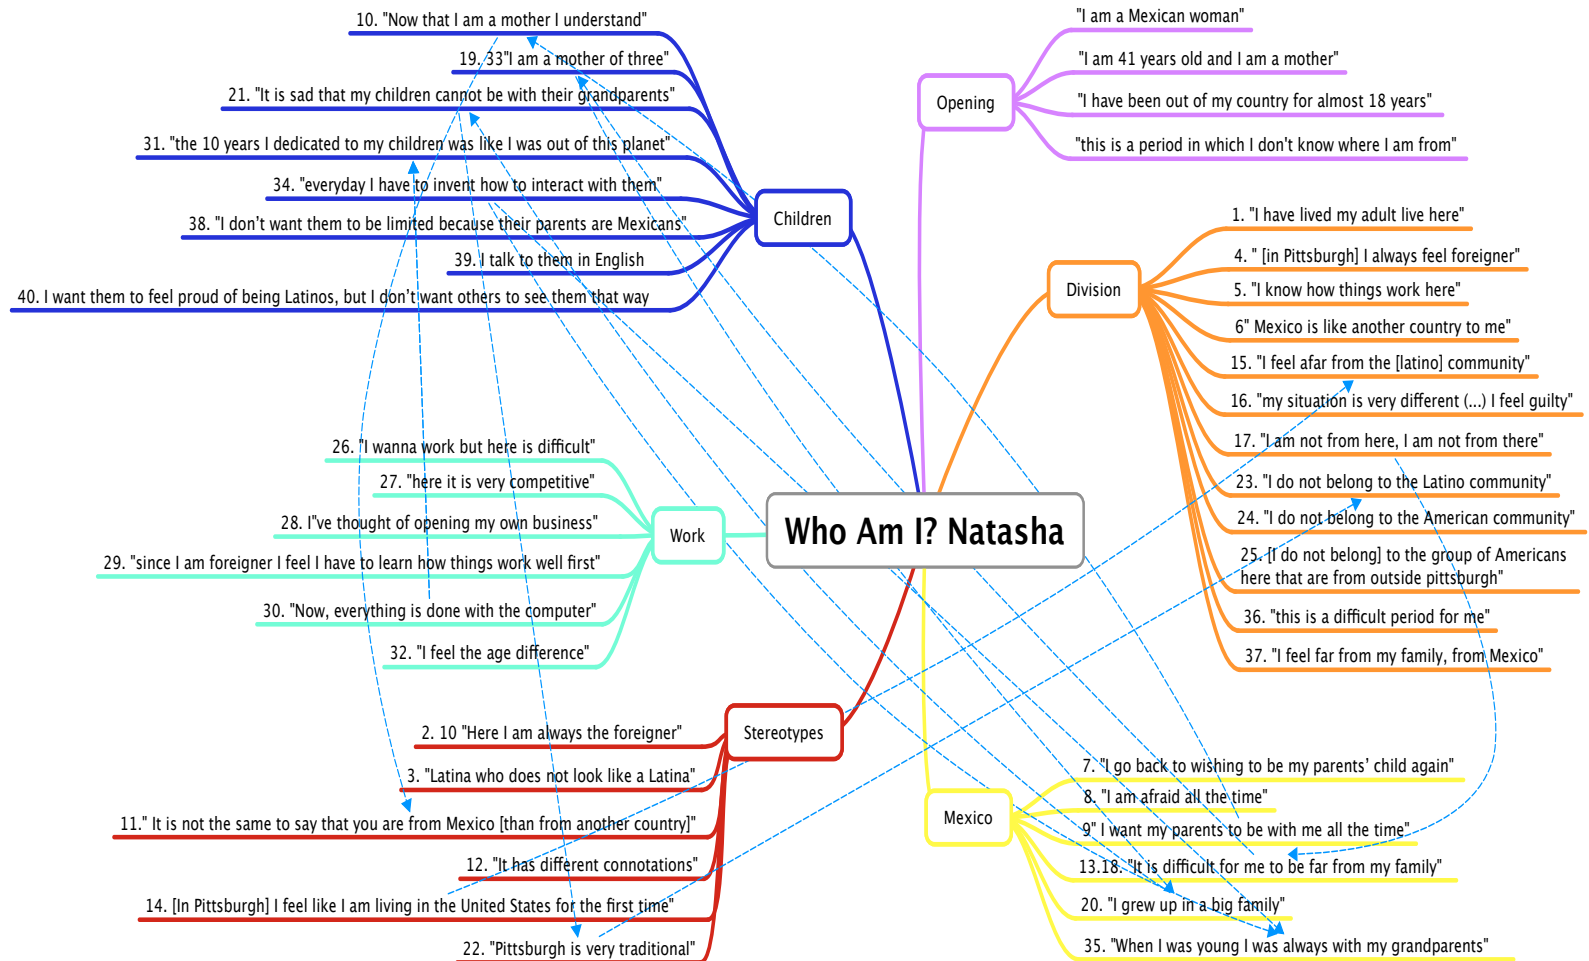 Who Am I? Natasha
Opening
"I am a Mexican woman"
"I am 41 years old and I am a mother"
"I have been out of my country for almost 18 years"
"this is a period in which I don't know where I am from"
Division
1. "I have lived my adult live here"
4. " [in Pittsburgh] I always feel foreigner"
5. "I know how things work here"
6" Mexico is like another country to me"
15. "I feel afar from the [latino] community"
16. "my situation is very different (...) I feel guilty"
17. "I am not from here, I am not from there"
23. "I do not belong to the Latino community"
24. "I do not belong to the American community"
25. [I do not belong] to the group of Americans
here that are from outside pittsburgh"
36. "this is a difficult period for me"
37. "I feel far from my family, from Mexico"
Mexico
7. "I go back to wishing to be my parents’ child again"
8. "I am afraid all the time"
9" I want my parents to be with me all the time"
13.18. "It is difficult for me to be far from my family"
20. "I grew up in a big family"
35. "When I was young I was always with my grandparents"
Stereotypes
2. 10 "Here I am always the foreigner"
3. "Latina who does not look like a Latina"
11." It is not the same to say that you are from Mexico [than from another country]"
12. "It has different connotations"
14. [In Pittsburgh] I feel like I am living in the United States for the first time"
22. "Pittsburgh is very traditional"
Work
26. "I wanna work but here is difficult"
27. "here it is very competitive"
28. I"ve thought of opening my own business"
29. "since I am foreigner I feel I have to learn how things work well first"
30. "Now, everything is done with the computer"
32. "I feel the age difference"
Children
10. "Now that I am a mother I understand"
19. 33"I am a mother of three"
21. "It is sad that my children cannot be with their grandparents"
31. "the 10 years I dedicated to my children was like I was out of this planet"
34. "everyday I have to invent how to interact with them"
38. "I don’t want them to be limited because their parents are Mexicans"
39. I talk to them in English
40. I want them to feel proud of being Latinos, but I don’t want others to see them that way